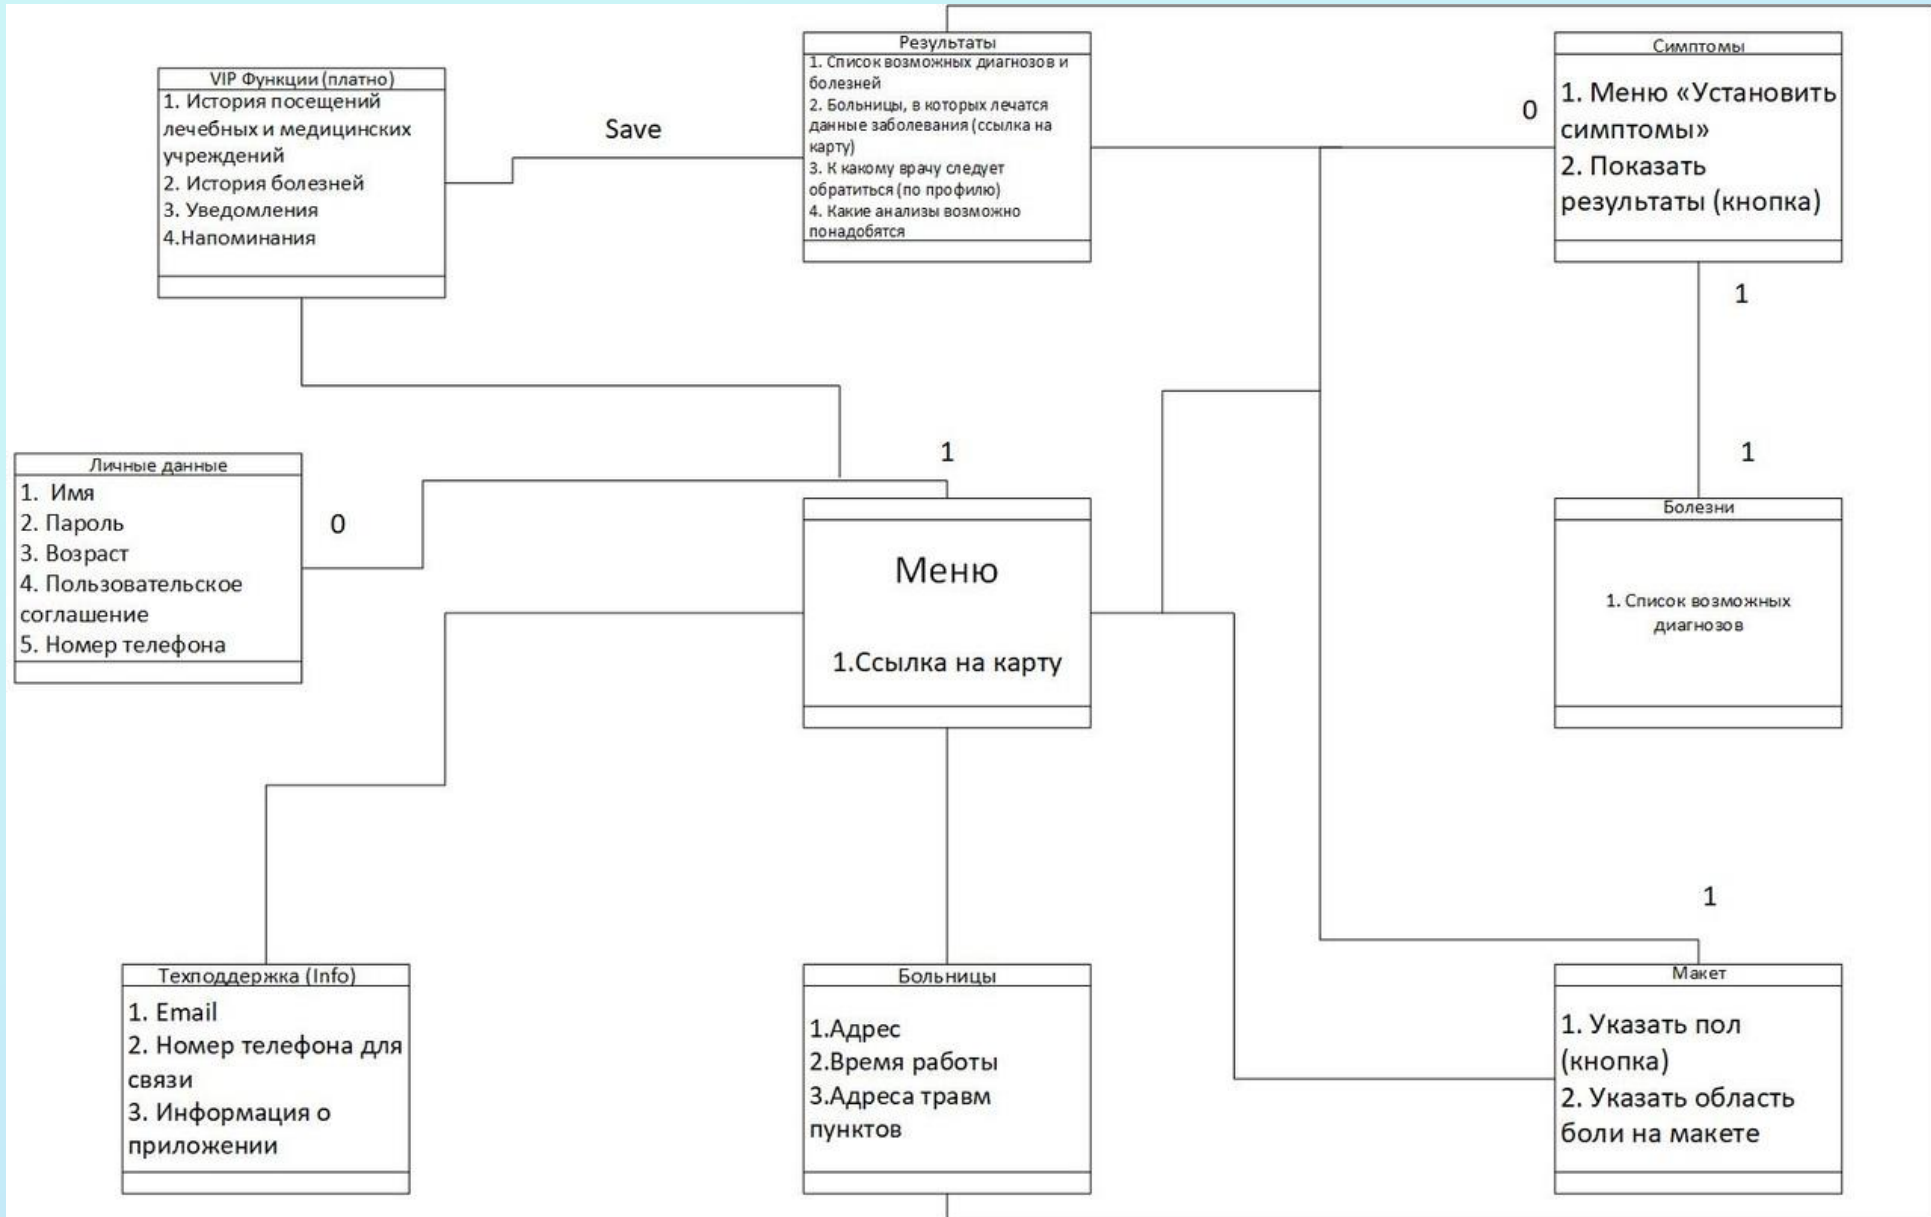 VIP Функции (платно)
1. История посещений
лечебных и медицинских
учреждений
2. История болезней
3. Уведомления
4.Напоминания
Save
Результаты
1. Список возможных диагнозов и
болезней
2. Больницы, в которых лечатся
данные заболевания (ссылка на
карту)
3. К какому врачу следует
обратиться (по профилю)
4. Какие анализы возможно
понадобятся
0
Симптомы
1. Меню «Установить
симптомы»
2. Показать
результаты (кнопка)
1
Личные данные
1. Имя
2. Пароль
3. Возраст
4. Пользовательское
соглашение
5. Номер телефона
0
1
Меню
1.Ссылка на карту
1
Болезни
1. Список возможных
диагнозов
Техподдержка (Info)
1. Email
2. Номер телефона для
связи
3. Информация о
приложении
Больницы
1.Адрес
2.Время работы
3.Адреса травм
пунктов
1
Макет
1. Указать пол
(кнопка)
2. Указать область
боли на макете